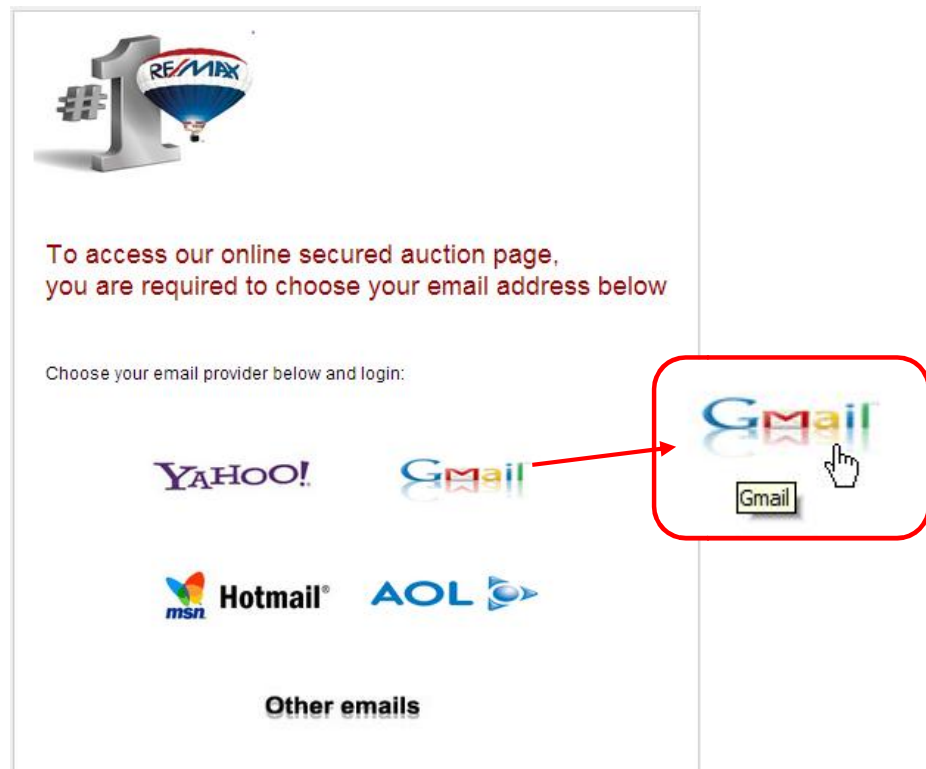 #1 RE/MAX
To access our online secured auction page,
you are required to choose your email address below
Choose your email provider below and login:
YAHOO! Gmail
Gmail
Gmail
msn Hotmail® AOL
Other emails